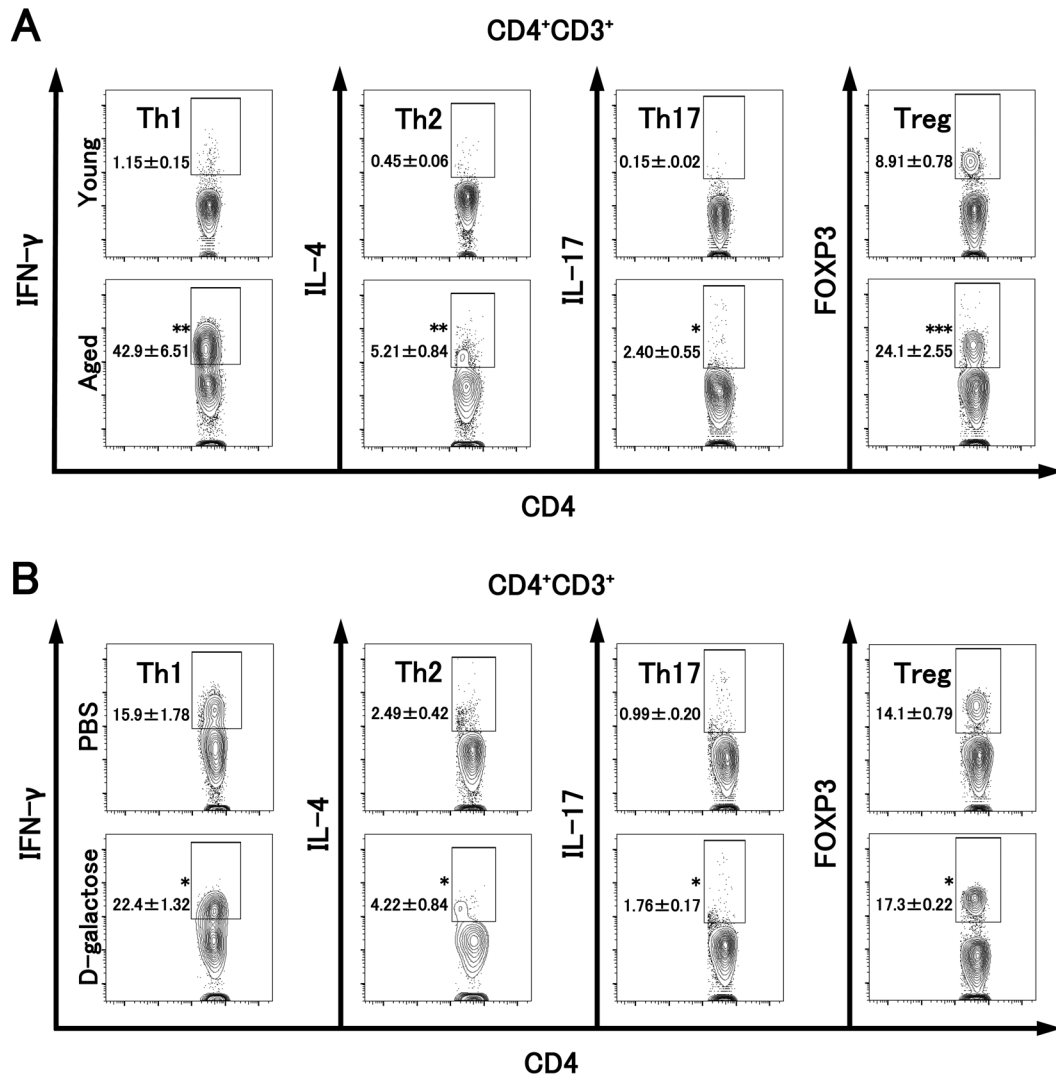 A
CD4⁺CD3⁺
Th1
Th2
Th17
Treg
Young
1.15±0.15
0.45±0.06
0.15±.0.02
8.91±0.78
IFN-γ
IL-4
IL-17
FOXP3
Aged
**
42.9±6.51
**
5.21±0.84
*
2.40±0.55
***
24.1±2.55
CD4
B
CD4⁺CD3⁺
Th1
Th2
Th17
Treg
PBS
15.9±1.78
2.49±0.42
0.99±.0.20
14.1±0.79
IFN-γ
IL-4
IL-17
FOXP3
D-galactose
*
22.4±1.32
*
4.22±0.84
*
1.76±0.17
*
17.3±0.22
CD4